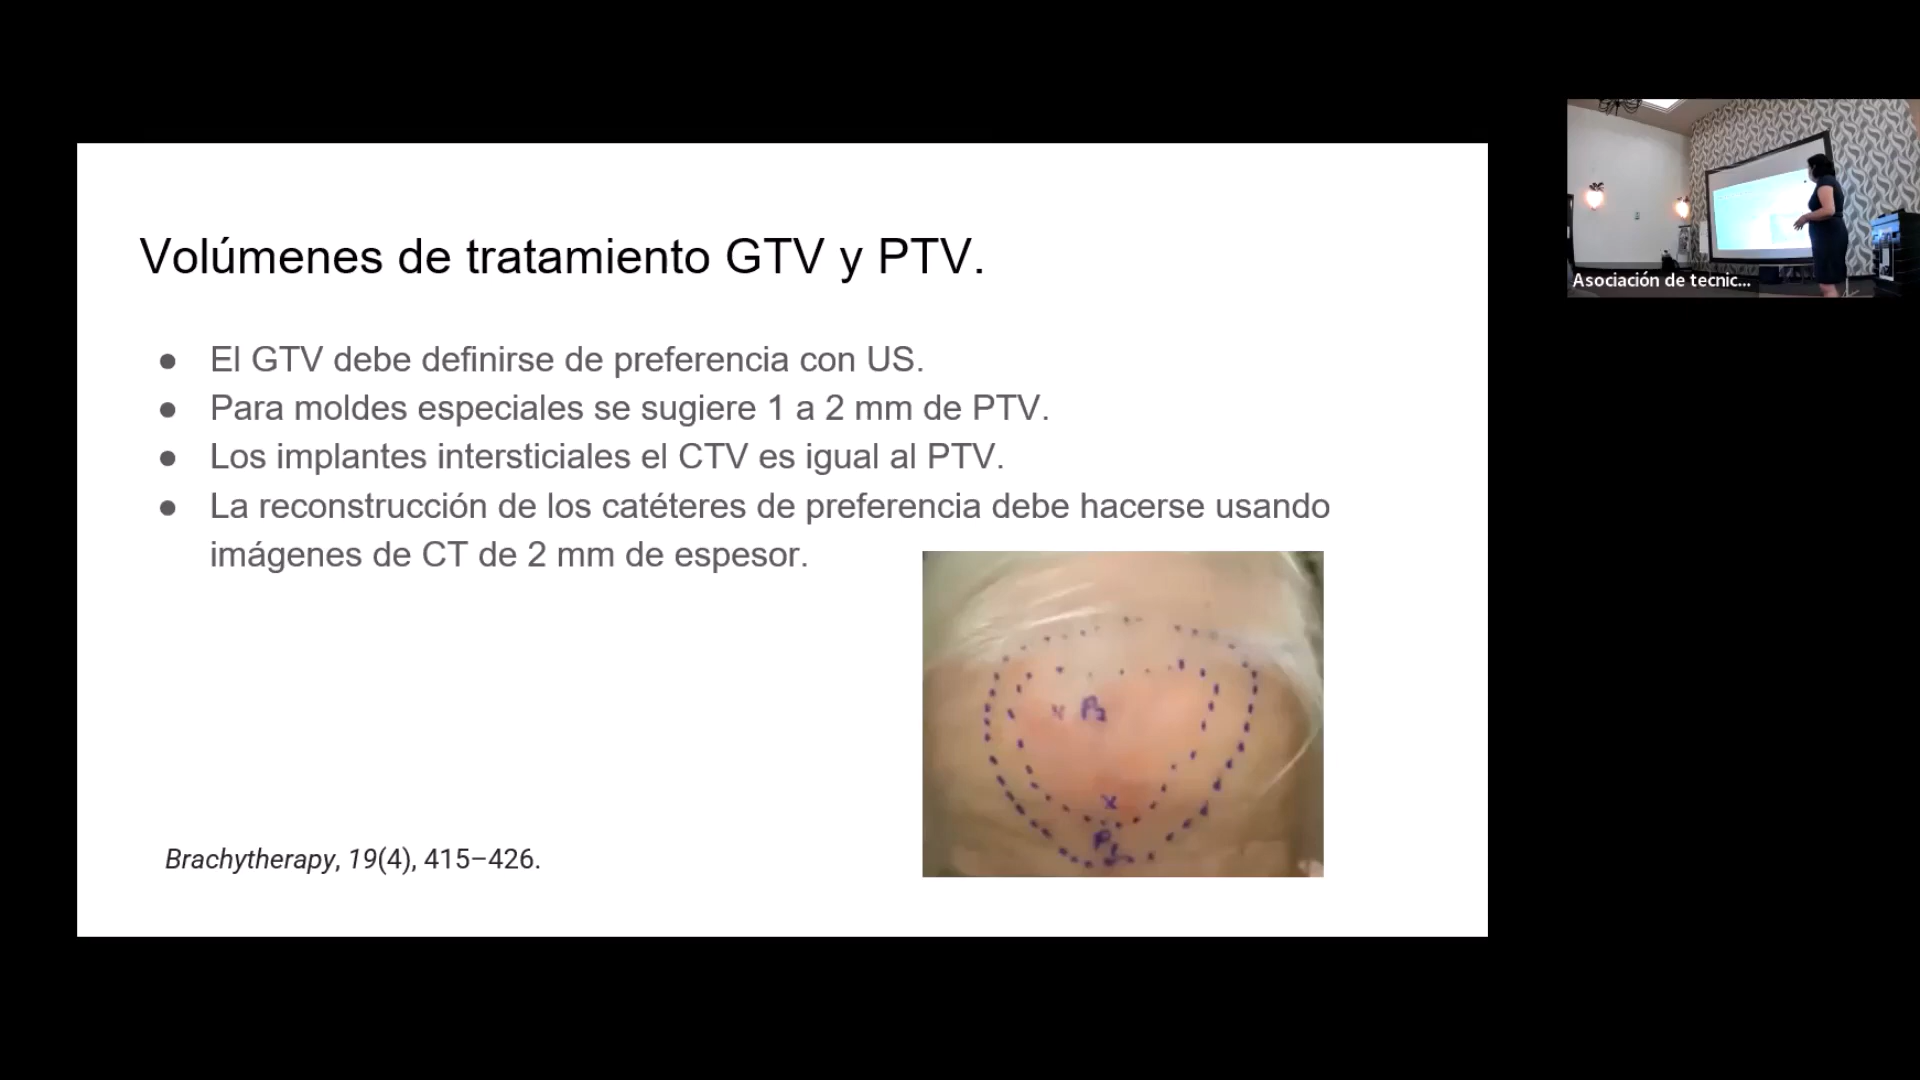 Volúmenes de tratamiento GTV y PTV.
● El GTV debe definirse de preferencia con US.
● Para moldes especiales se sugiere 1 a 2 mm de PTV.
● Los implantes intersticiales el CTV es igual al PTV.
● La reconstrucción de los catéteres de preferencia debe hacerse usando
imágenes de CT de 2 mm de espesor.
x P2
x
P1
Brachytherapy, 19(4), 415–426.
Asociación de tecnic...